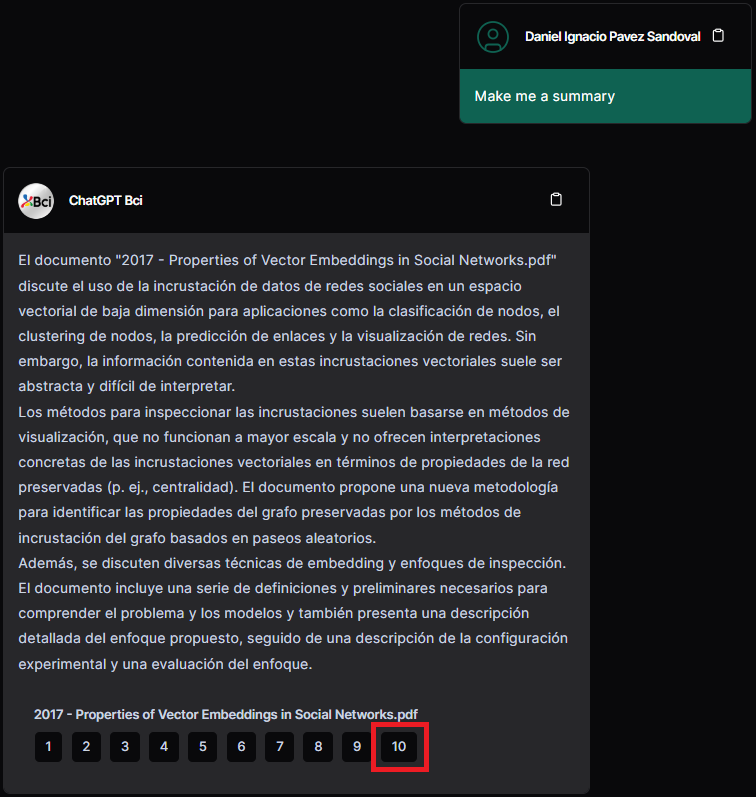 Daniel Ignacio Pavez Sandoval
Make me a summary
Bci
ChatGPT Bci
El documento "2017 - Properties of Vector Embeddings in Social Networks.pdf"
discute el uso de la incrustación de datos de redes sociales en un espacio
vectorial de baja dimensión para aplicaciones como la clasificación de nodos, el
clustering de nodos, la predicción de enlaces y la visualización de redes. Sin
embargo, la información contenida en estas incrustaciones vectoriales suele ser
abstracta y difícil de interpretar.
Los métodos para inspeccionar las incrustaciones suelen basarse en métodos de
visualización, que no funcionan a mayor escala y no ofrecen interpretaciones
concretas de las incrustaciones vectoriales en términos de propiedades de la red
preservadas (p. ej., centralidad). El documento propone una nueva metodología
para identificar las propiedades del grafo preservadas por los métodos de
incrustación del grafo basados en paseos aleatorios.
Además, se discuten diversas técnicas de embedding y enfoques de inspección.
El documento incluye una serie de definiciones y preliminares necesarios para
comprender el problema y los modelos y también presenta una descripción
detallada del enfoque propuesto, seguido de una descripción de la configuración
experimental y una evaluación del enfoque.
2017 - Properties of Vector Embeddings in Social Networks.pdf
1 2 3 4 5 6 7 8 9 10